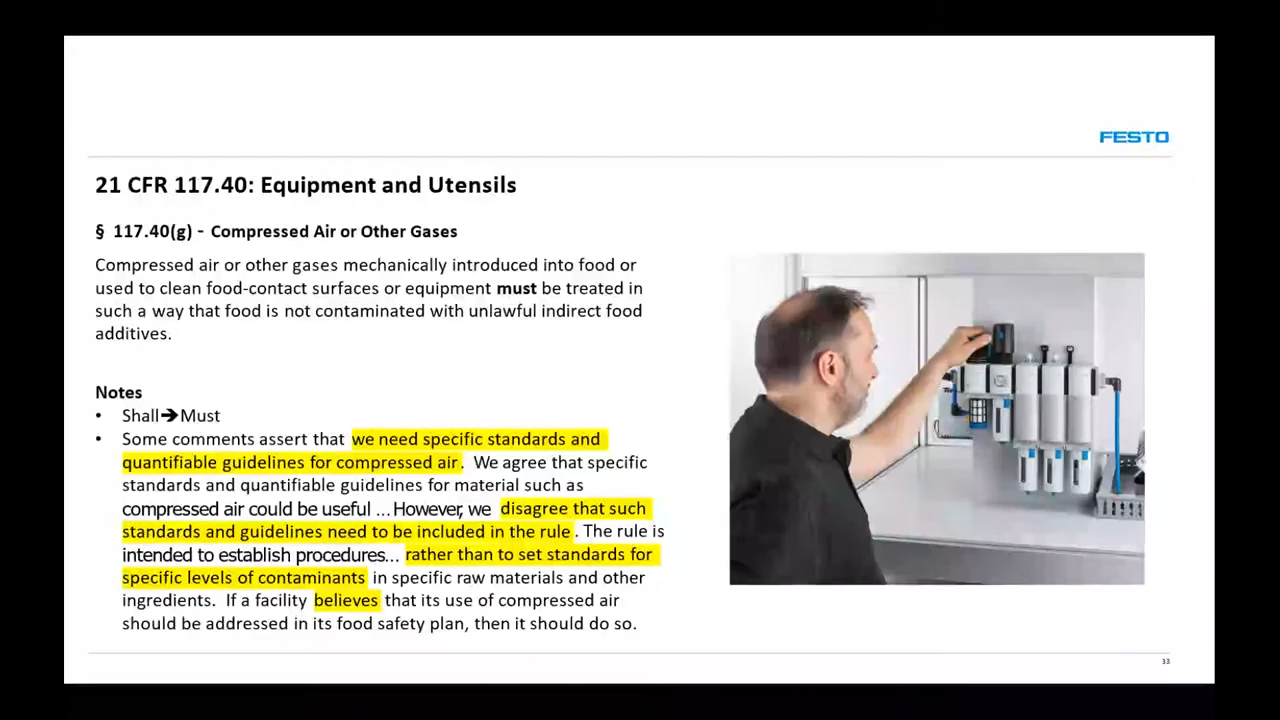 FESTO
21 CFR 117.40: Equipment and Utensils
§ 117.40(g) - Compressed Air or Other Gases
Compressed air or other gases mechanically introduced into food or
used to clean food-contact surfaces or equipment must be treated in
such a way that food is not contaminated with unlawful indirect food
additives.
Notes
• Shall➔Must
• Some comments assert that we need specific standards and
quantifiable guidelines for compressed air. We agree that specific
standards and quantifiable guidelines for material such as
compressed air could be useful ... However, we disagree that such
standards and guidelines need to be included in the rule. The rule is
intended to establish procedures... rather than to set standards for
specific levels of contaminants in specific raw materials and other
ingredients. If a facility believes that its use of compressed air
should be addressed in its food safety plan, then it should do so.
33